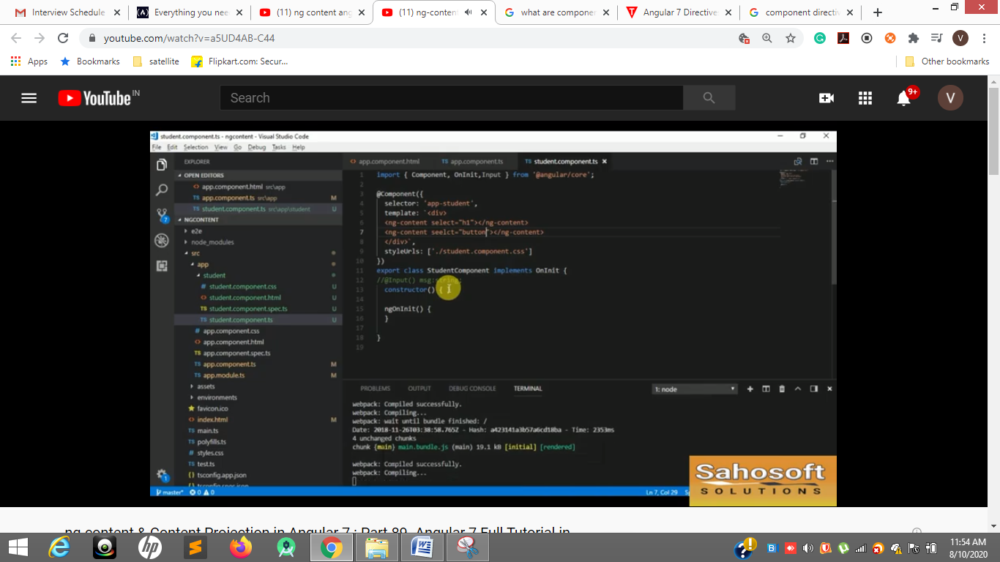 Interview Schedule
Everything you nee
(11) ng content ang
(11) ng-content
what are componen
Angular 7 Directives
component directiv
youtube.com/watch?v=a5UD4AB-C44
V
Apps
Bookmarks
satellite
Flipkart.com: Secur...
Other bookmarks
YouTube IN
Search
9+
V
student.component.ts - ngcontent - Visual Studio Code
File Edit Selection View Go Debug Tasks Help
EXPLORER
OPEN EDITORS
app.component.html src\app
app.component.ts src\app M
student.component.ts src\app\student U
NGCONTENT
e2e
node_modules
src
app
student
# student.component.css U
student.component.html U
TS student.component.spec.ts U
TS student.component.ts U
# app.component.css
app.component.html
TS app.component.spec.ts
TS app.component.ts M
TS app.module.ts M
assets
environments
favicon.ico
index.html M
TS main.ts
TS polyfills.ts
# styles.css
TS test.ts
{} tsconfig.app.json
{} tsconfig.spec.json
7
1
app.component.html
TS app.component.ts
TS student.component.ts
1 import { Component, OnInit,Input } from '@angular/core';
2
3 @Component({
4 selector: 'app-student',
5 template: `<div>
6 <ng-content select="h1"></ng-content>
7 <ng-content seelct="button"></ng-content>
8 </div>`,
9 styleUrls: ['./student.component.css']
10 })
11 export class StudentComponent implements OnInit {
12 //@Input() msg:string;
13 constructor() {
14
15 ngOnInit() {
16 }
17
18 }
19
PROBLEMS OUTPUT DEBUG CONSOLE TERMINAL
1: node
webpack: Compiled successfully.
webpack: Compiling...
webpack: wait until bundle finished: /
Date: 2018-11-26T03:38:58.765Z - Hash: a423141a3b57a6cd18ba - Time: 2353ms
4 unchanged chunks
chunk {main} main.bundle.js (main) 19.1 kB [initial] [rendered]
webpack: Compiled successfully.
webpack: Compiling...
master* 0 0
Ln 7, Col 29
Sahosoft
SOLUTIONS
ng content & Content Projection in Angular 7 : Part 89, Angular 7 Full Tutorial in
11:54 AM
8/10/2020